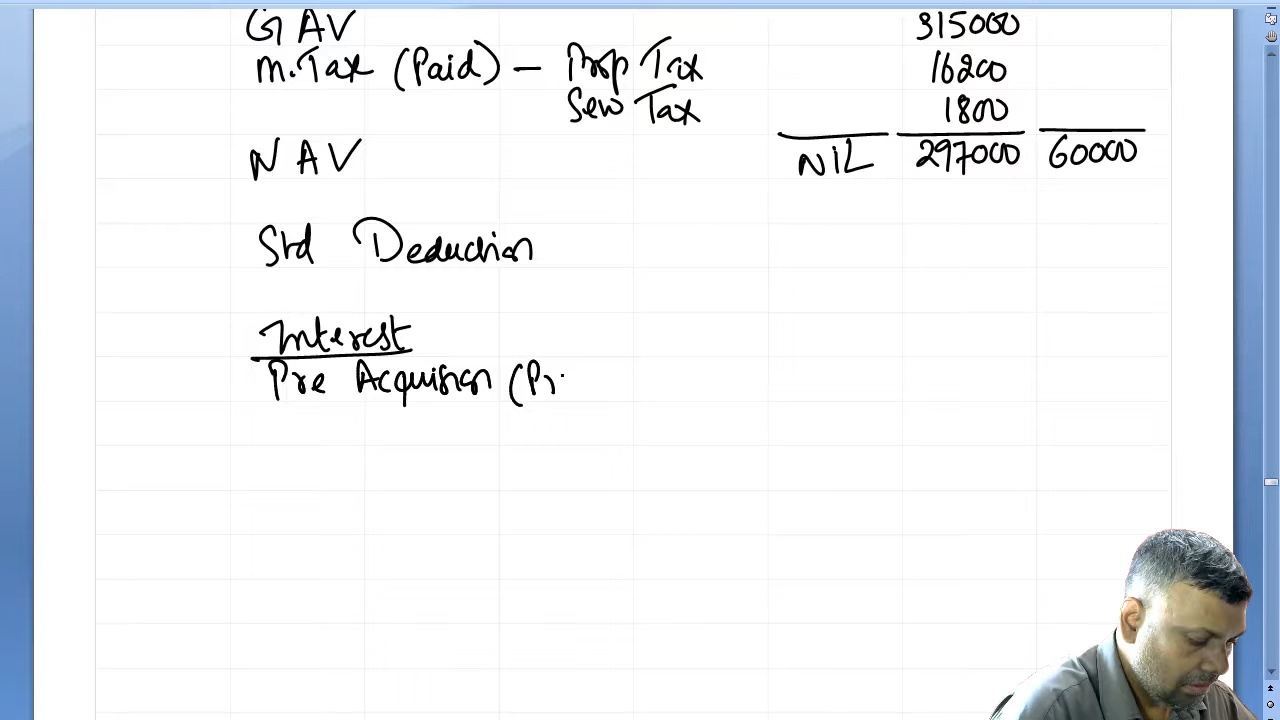 GAV 315000
M.Tax (Paid) — Prop Tax 16200
Sew Tax 1800
NAV NIL 297000 60000
Std Deduction
Interest
Pre Acquisition (Pr